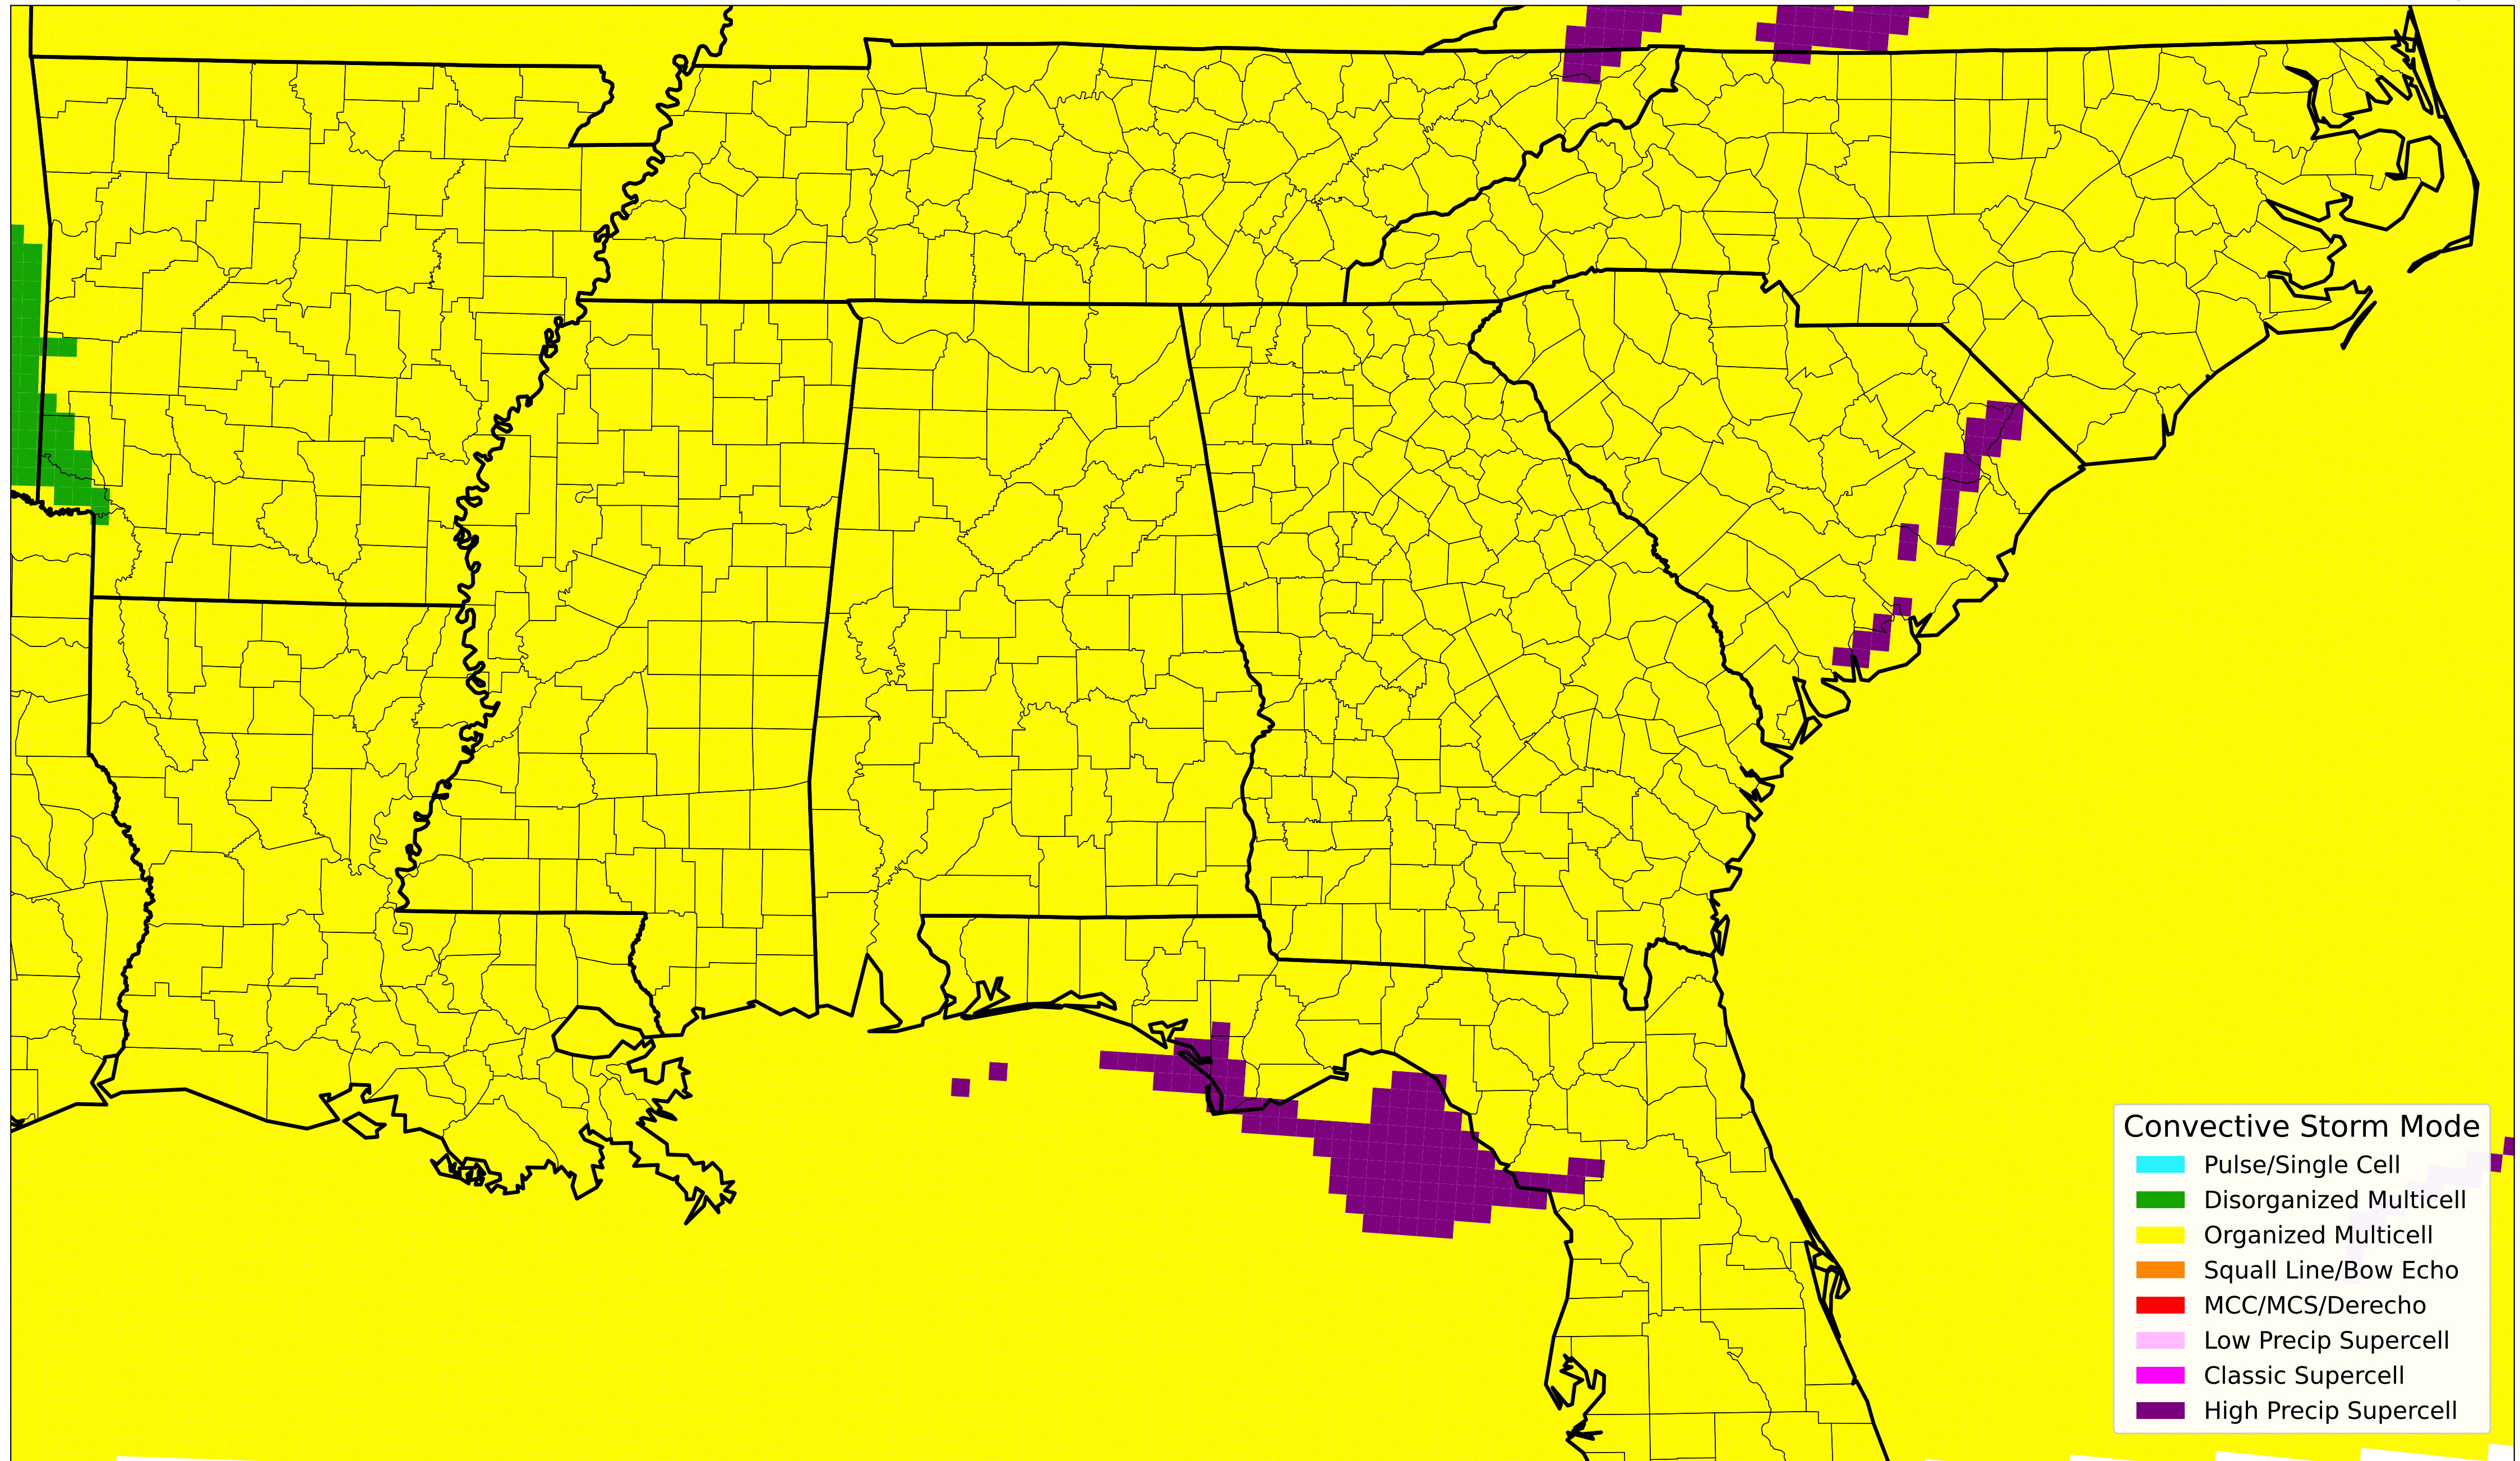 Convective Storm Mode
Pulse/Single Cell
Disorganized Multicell
Organized Multicell
Squall Line/Bow Echo
MCC/MCS/Derecho
Low Precip Supercell
Classic Supercell
High Precip Supercell